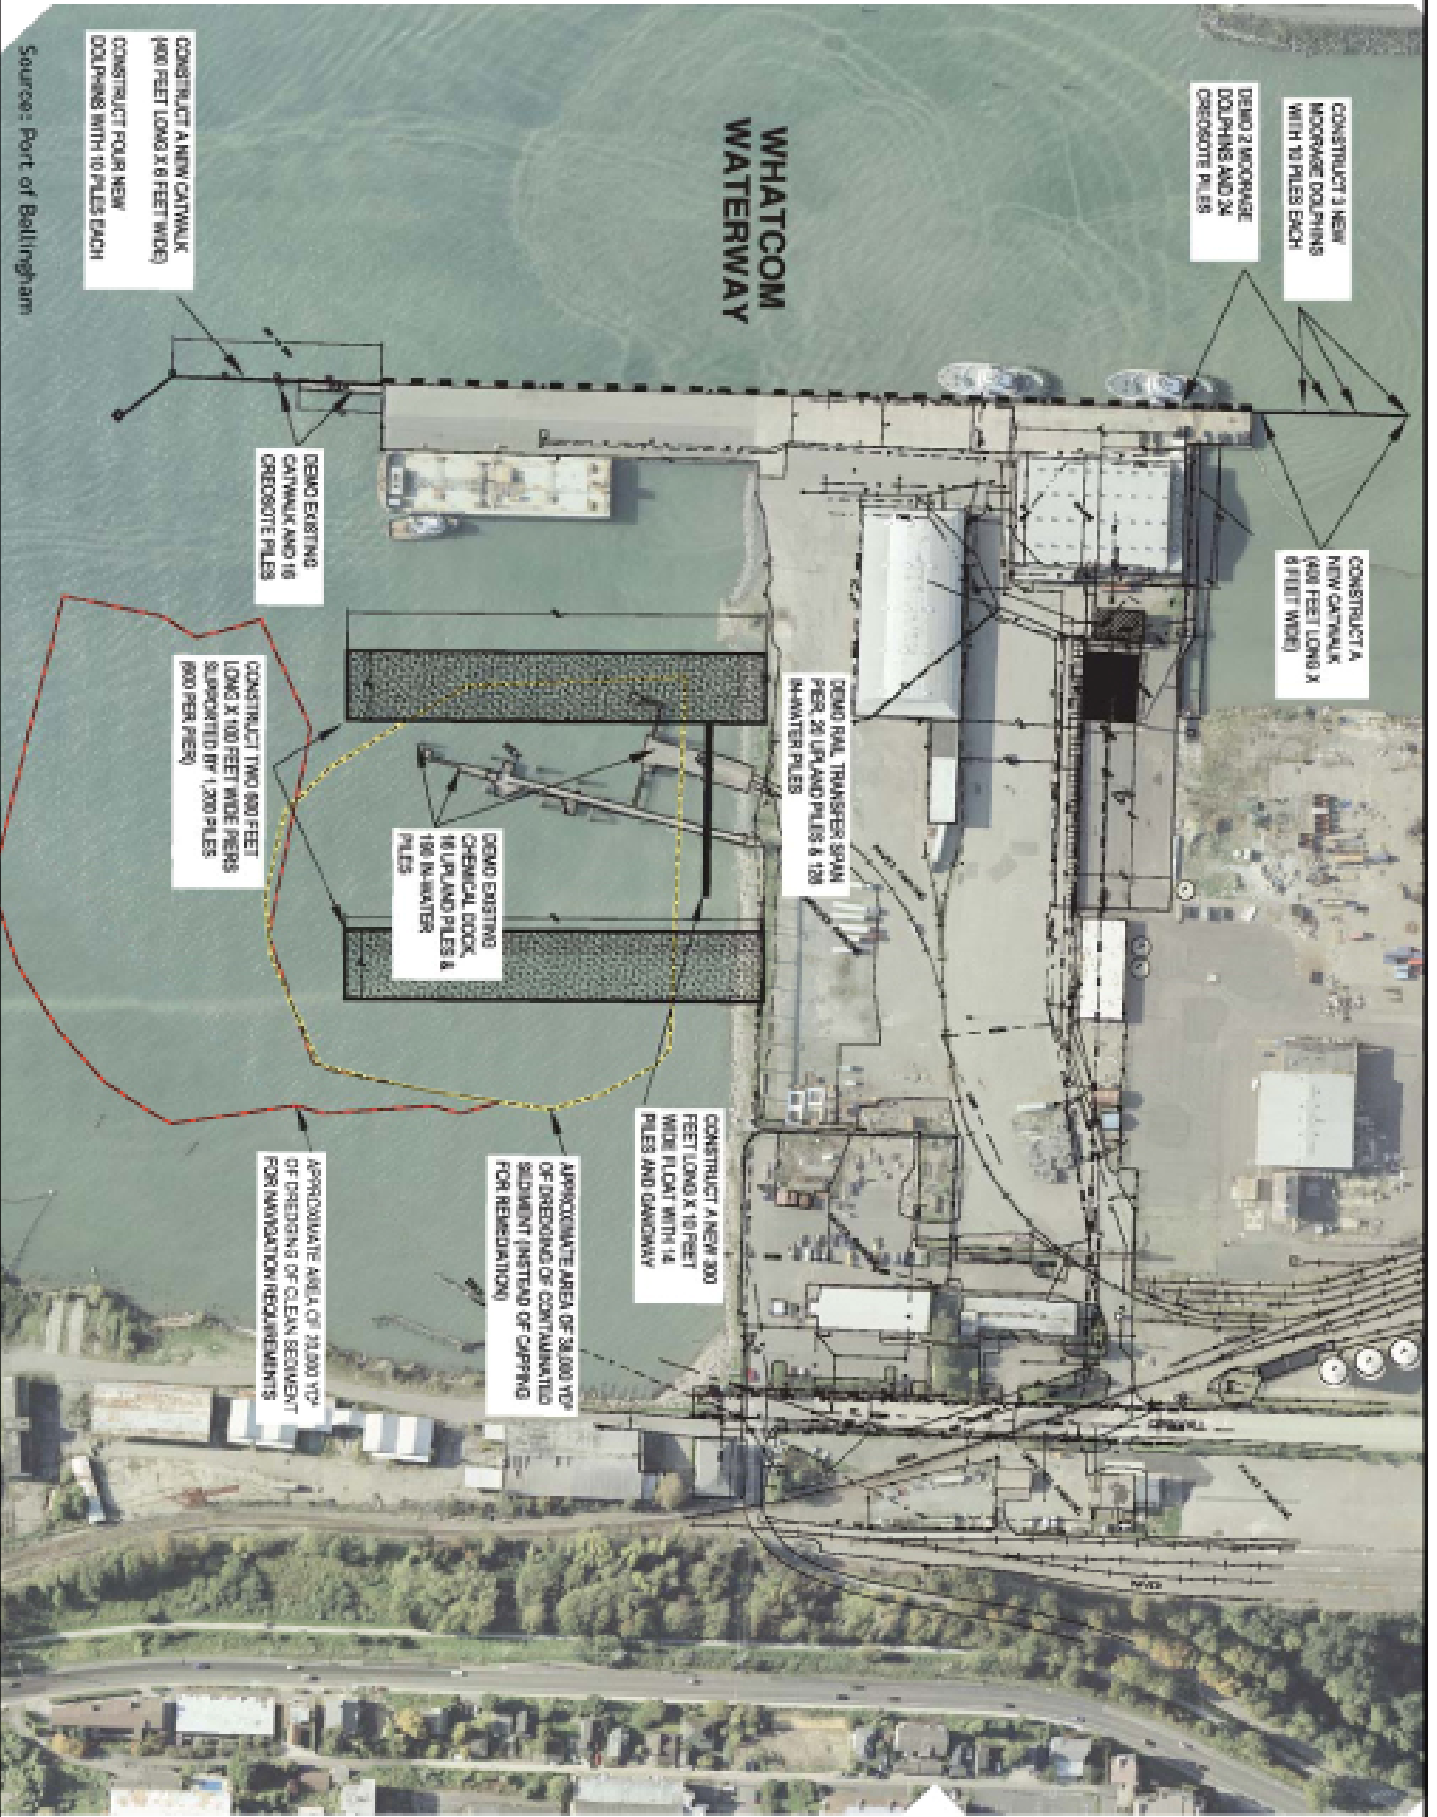 CONSTRUCT A NEW CATWALK
(400 FEET LONG X 6 FEET WIDE)
CONSTRUCT FOUR NEW
DOLPHINS WITH 10 PILES EACH
Source: Port of Bellingham
WHATCOM
WATERWAY
DEMO 2 MOORAGE
DOLPHINS AND 24
CREOSOTE PILES
CONSTRUCT 3 NEW
MOORAGE DOLPHINS
WITH 10 PILES EACH
DEMO EXISTING
CATWALK AND 16
CREOSOTE PILES
CONSTRUCT A
NEW CATWALK
(400 FEET LONG X
6 FEET WIDE)
CONSTRUCT TWO 600 FEET
LONG X 100 FEET WIDE PIERS
SUPPORTED BY 1,200 PILES
(600 PER PIER)
DEMO RAIL TRANSFER SPAN
PIER, 26 UPLAND PILES & 128
IN-WATER PILES
DEMO EXISTING
CHEMICAL DOCK,
16 UPLAND PILES &
190 IN-WATER
PILES
CONSTRUCT A NEW 300
FEET LONG X 10 FEET
WIDE FLOAT WITH 14
PILES AND GANGWAY
APPROXIMATE AREA OF 38,000 YD³
OF DREDGING OF CONTAMINATED
SEDIMENT (INSTEAD OF CAPPING
FOR REMEDIATION)
APPROXIMATE AREA OF 33,000 YD³
OF DREDGING OF CLEAN SEDIMENT
FOR NAVIGATION REQUIREMENTS